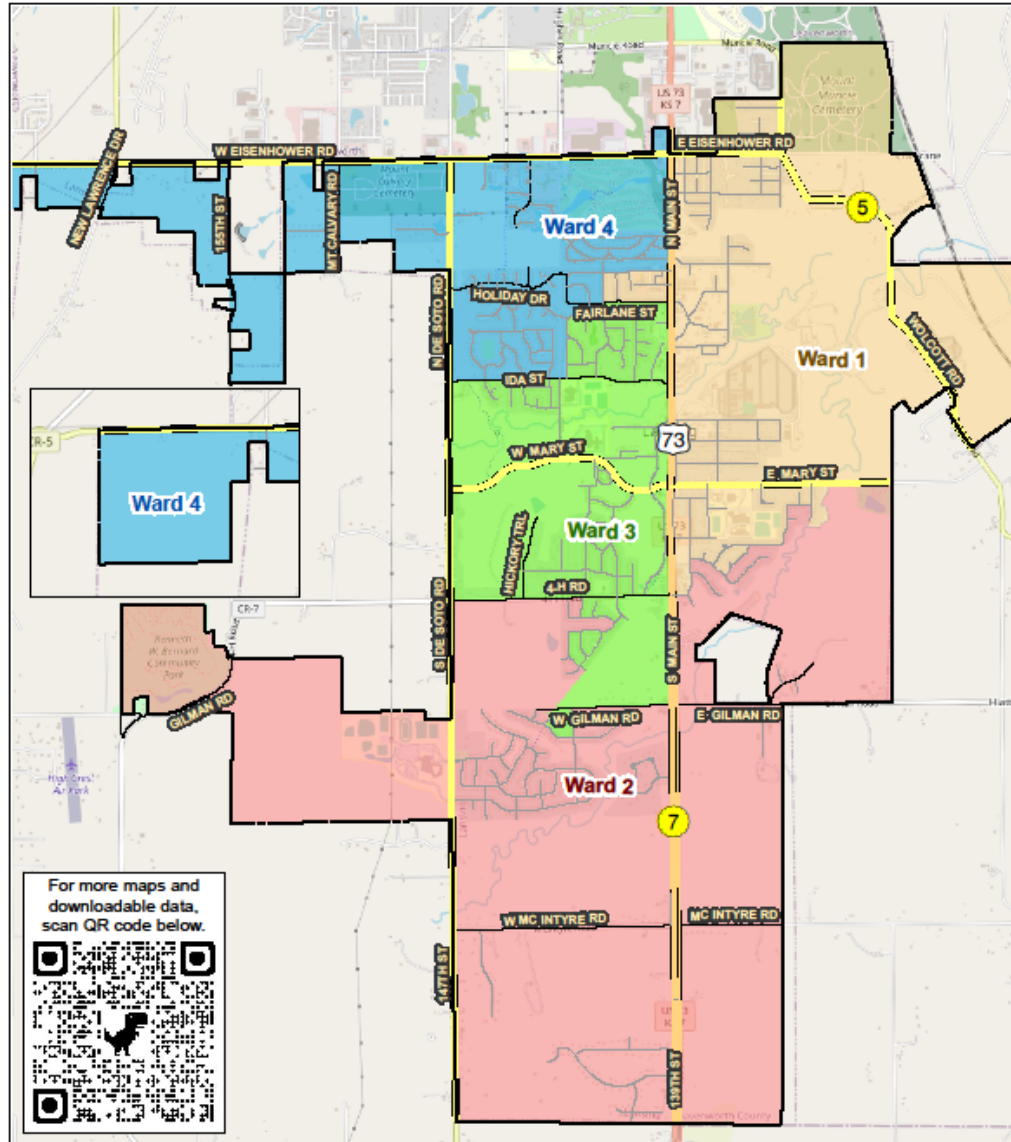 Leavenworth
Muncie Road
Muncie Road
US 73
KS 7
Mount
Muncie
Cemetery
W EISENHOWER RD
E EISENHOWER RD
NEW LAWRENCE DR
155TH ST
MT CALVARY RD
Mount
Calvary
Cemetery
Ward 4
N MAIN ST
5
N DE SOTO RD
HOLIDAY DR
FAIRLANE ST
WOLCOTT RD
Ward 1
IDA ST
CR-5
73
W MARY ST
E MARY ST
Ward 4
Ward 3
HICKORY TRL
4-H RD
S DE SOTO RD
CR-7
S MAIN ST
Kenneth
W. Bernard
Community
Park
GILMAN RD
W GILMAN RD
E GILMAN RD
High Crest
Air Park
Ward 2
7
For more maps and
downloadable data,
scan QR code below.
W MC INTYRE RD
MC INTYRE RD
147TH ST
US 73
KS 7
139TH ST
Leavenworth County